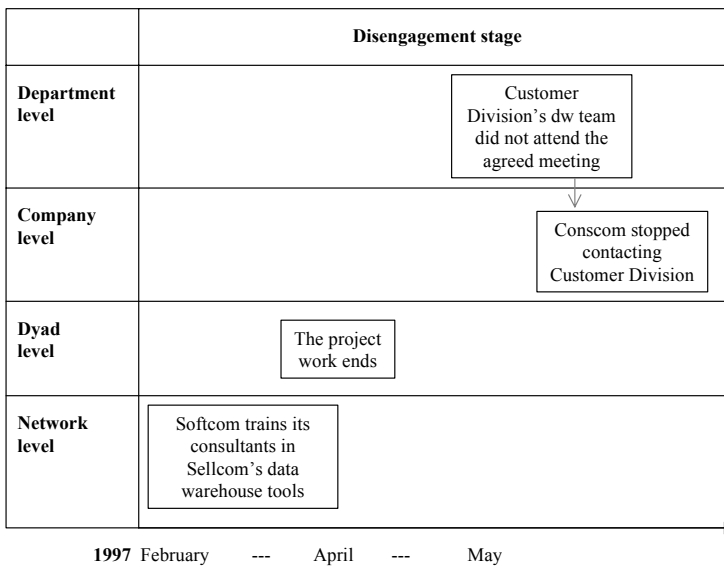 Disengagement stage
Department
level
Customer
Division’s dw team
did not attend the
agreed meeting
Company
level
Conscom stopped
contacting
Customer Division
Dyad
level
The project
work ends
Network
level
Softcom trains its
consultants in
Sellcom’s data
warehouse tools
1997 February --- April --- May